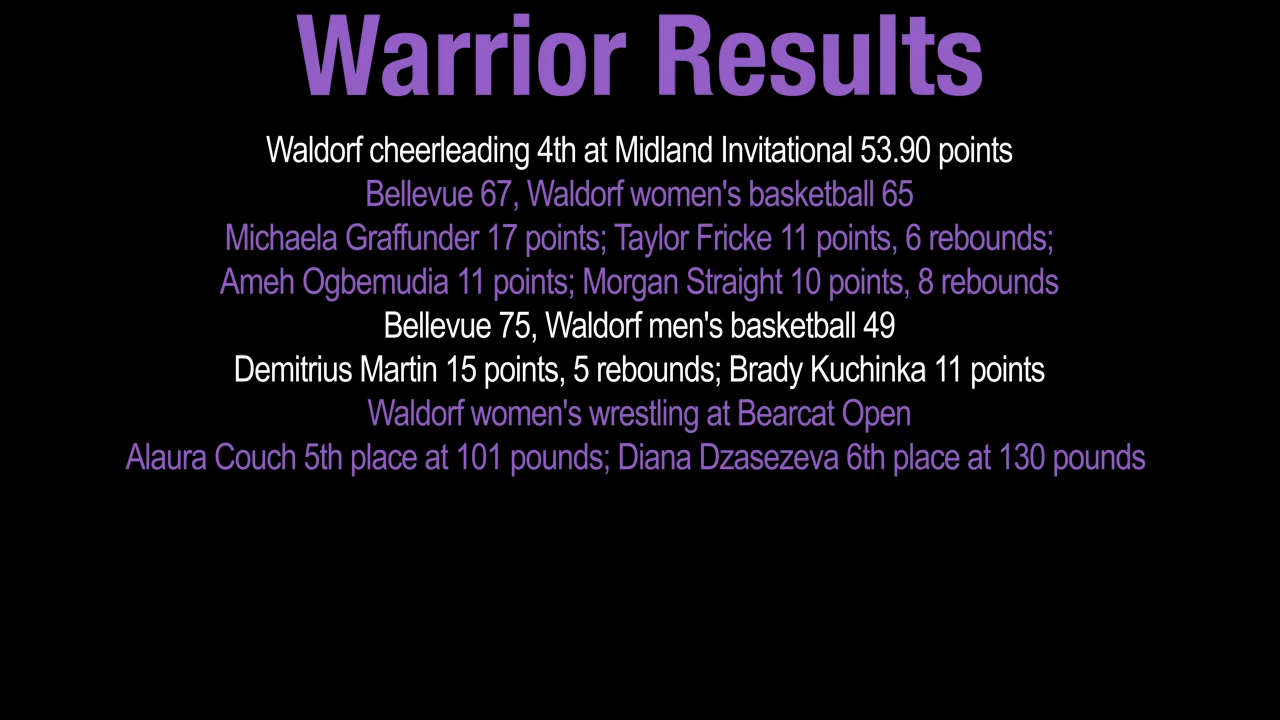 Warrior Results
Waldorf cheerleading 4th at Midland Invitational 53.90 points
Bellevue 67, Waldorf women's basketball 65
Michaela Graffunder 17 points; Taylor Fricke 11 points, 6 rebounds;
Ameh Ogbemudia 11 points; Morgan Straight 10 points, 8 rebounds
Bellevue 75, Waldorf men's basketball 49
Demitrius Martin 15 points, 5 rebounds; Brady Kuchinka 11 points
Waldorf women's wrestling at Bearcat Open
Alaura Couch 5th place at 101 pounds; Diana Dzasezeva 6th place at 130 pounds